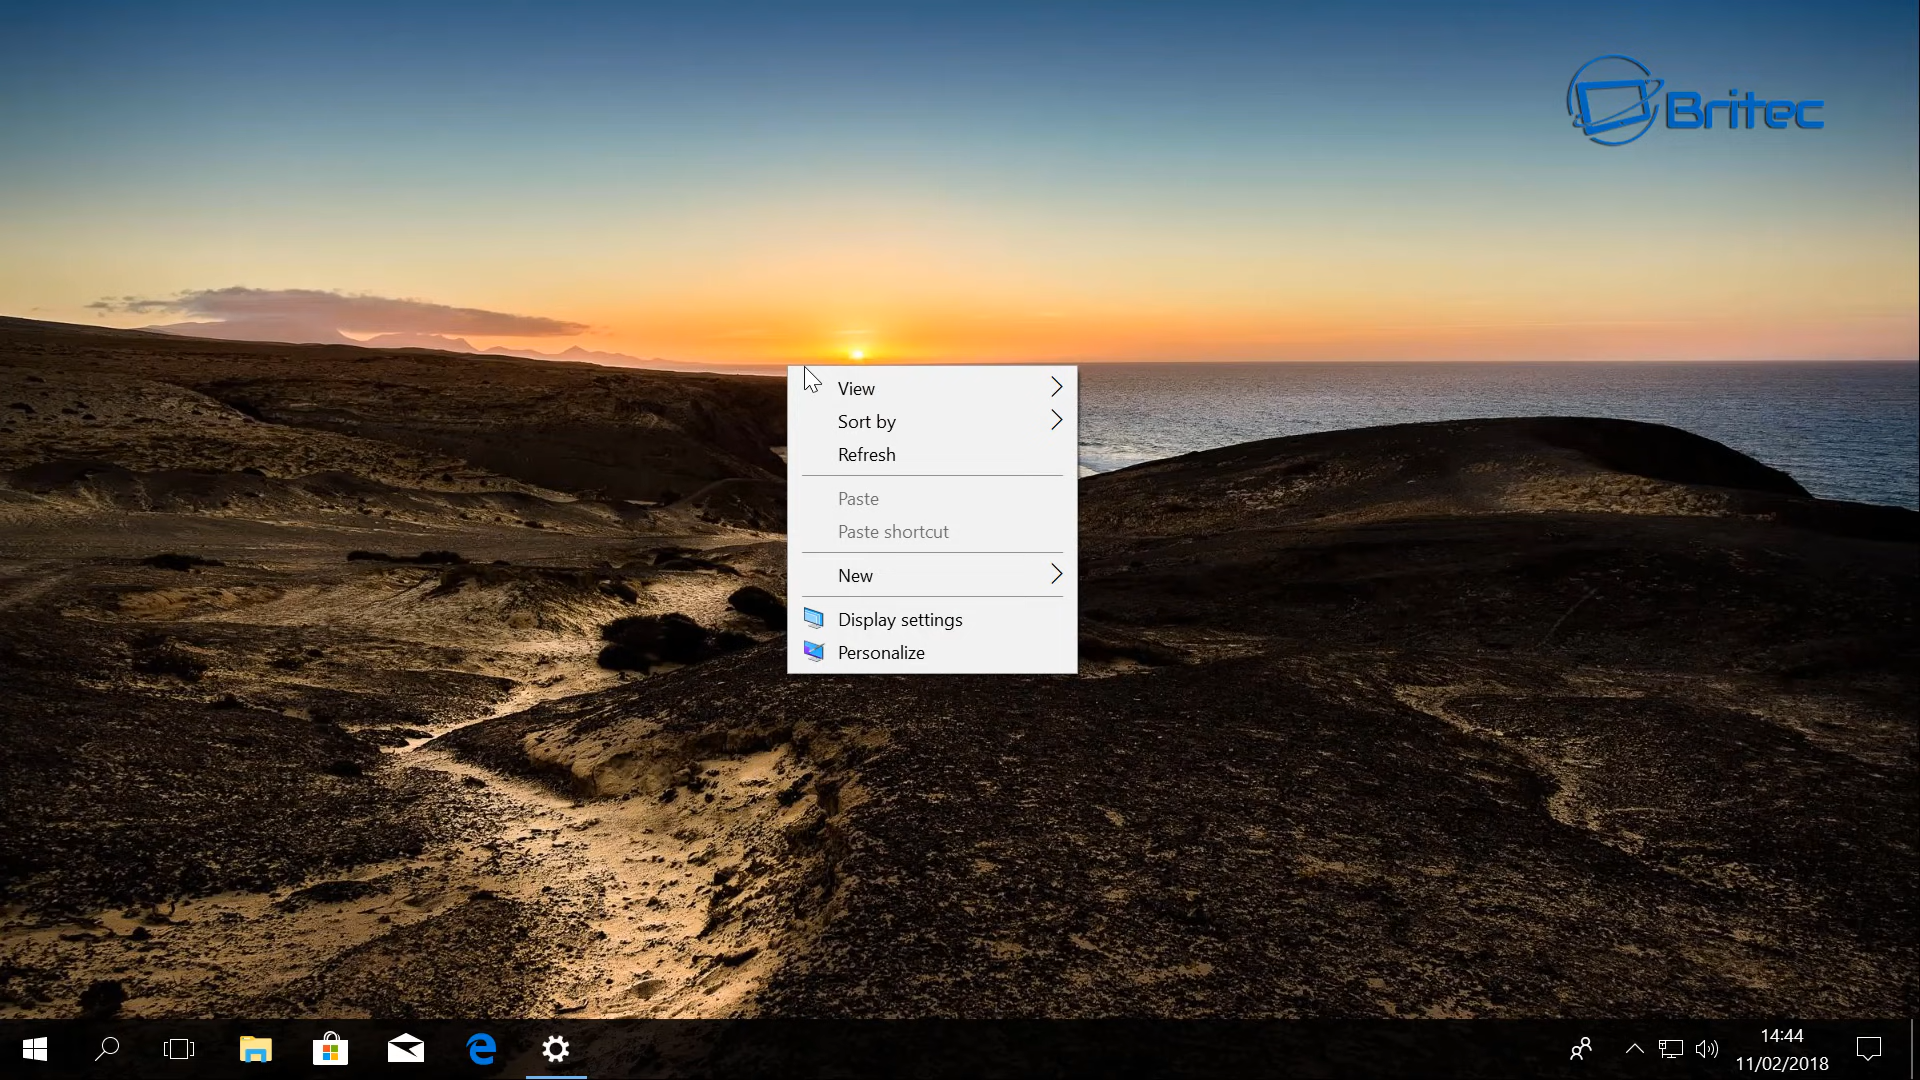 Britec
View
Sort by
Refresh
Paste
Paste shortcut
New
Display settings
Personalize
14:44
11/02/2018